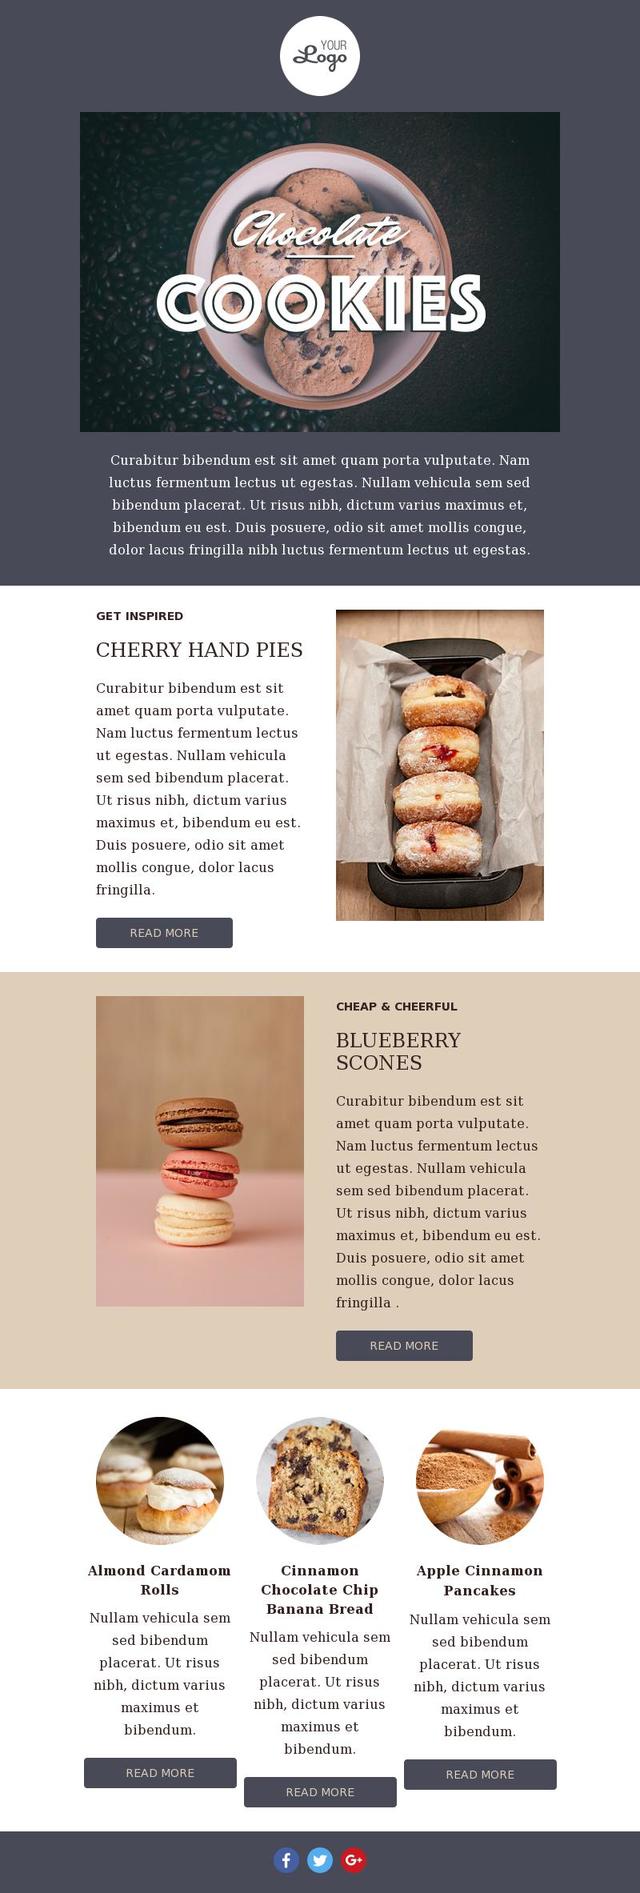 YOUR
Logo
Chocolate
COOKIES
Curabitur bibendum est sit amet quam porta vulputate. Nam
luctus fermentum lectus ut egestas. Nullam vehicula sem sed
bibendum placerat. Ut risus nibh, dictum varius maximus et,
bibendum eu est. Duis posuere, odio sit amet mollis congue,
dolor lacus fringilla nibh luctus fermentum lectus ut egestas.
GET INSPIRED
CHERRY HAND PIES
Curabitur bibendum est sit
amet quam porta vulputate.
Nam luctus fermentum lectus
ut egestas. Nullam vehicula
sem sed bibendum placerat.
Ut risus nibh, dictum varius
maximus et, bibendum eu est.
Duis posuere, odio sit amet
mollis congue, dolor lacus
fringilla.
READ MORE
CHEAP & CHEERFUL
BLUEBERRY
SCONES
Curabitur bibendum est sit
amet quam porta vulputate.
Nam luctus fermentum lectus
ut egestas. Nullam vehicula
sem sed bibendum placerat.
Ut risus nibh, dictum varius
maximus et, bibendum eu est.
Duis posuere, odio sit amet
mollis congue, dolor lacus
fringilla .
READ MORE
Almond Cardamom
Rolls
Nullam vehicula sem
sed bibendum
placerat. Ut risus
nibh, dictum varius
maximus et
bibendum.
READ MORE
Cinnamon
Chocolate Chip
Banana Bread
Nullam vehicula sem
sed bibendum
placerat. Ut risus
nibh, dictum varius
maximus et
bibendum.
READ MORE
Apple Cinnamon
Pancakes
Nullam vehicula sem
sed bibendum
placerat. Ut risus
nibh, dictum varius
maximus et
bibendum.
READ MORE
f
G+